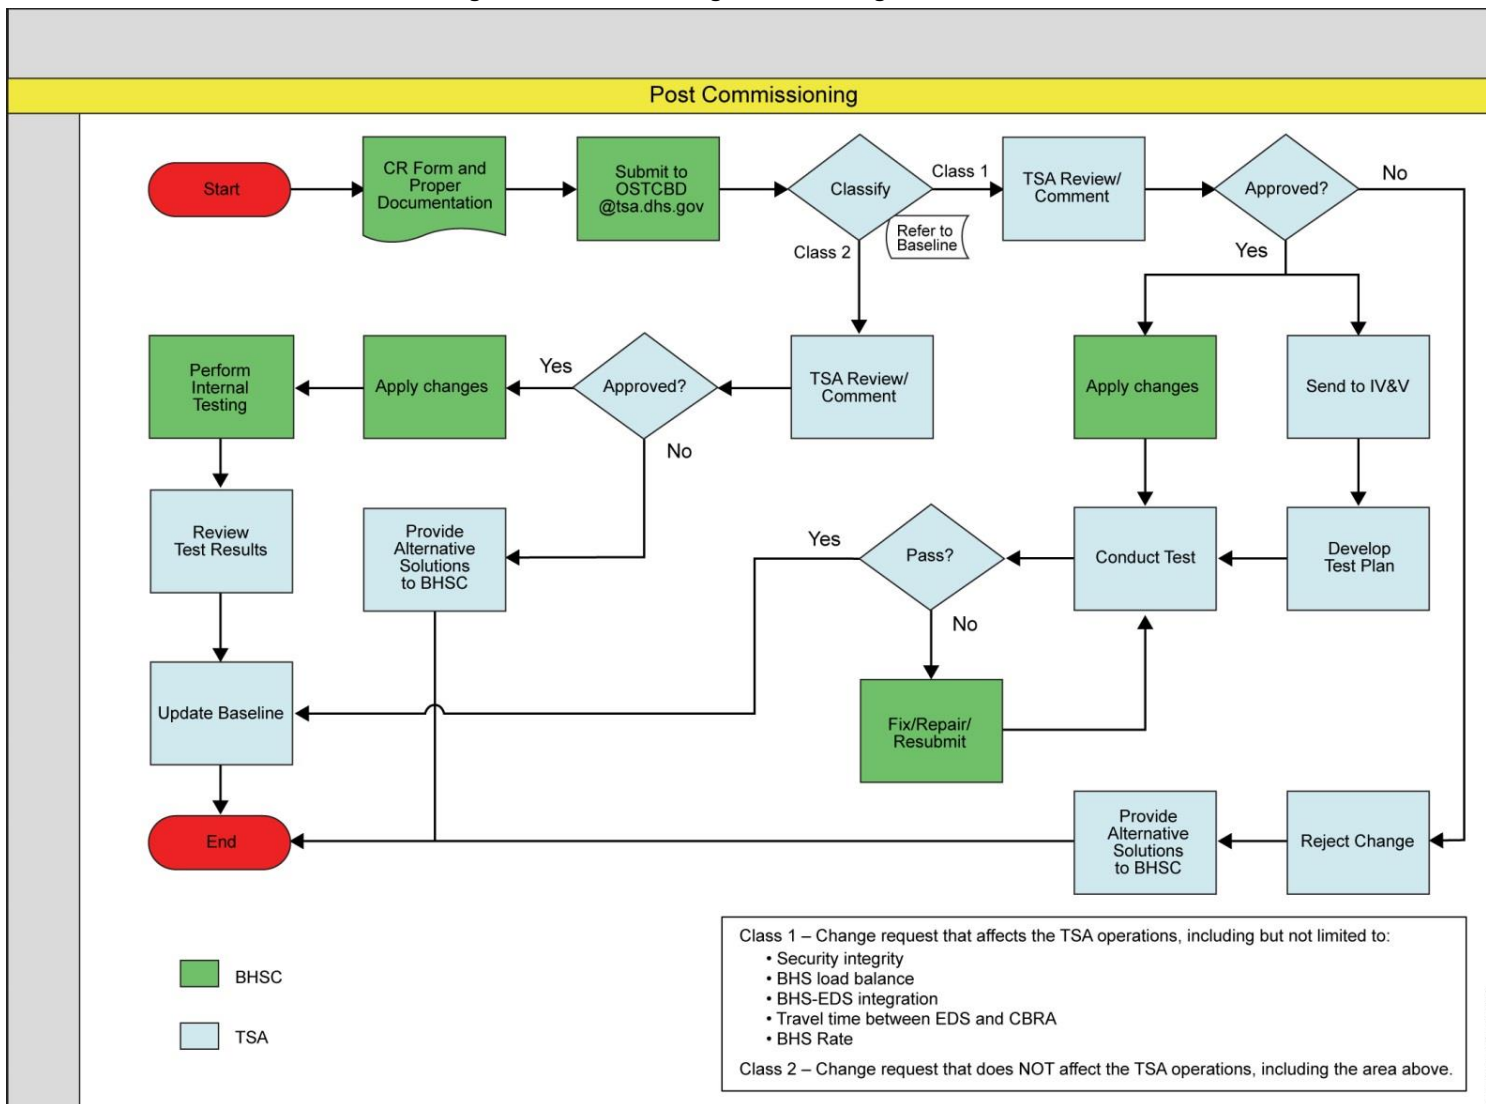 Post Commissioning
Start
CR Form and
Proper
Documentation
Submit to
OSTCBD
@tsa.dhs.gov
Classify
Class 1
Refer to
Baseline
Class 2
TSA Review/
Comment
Approved?
No
Yes
Perform
Internal
Testing
Apply changes
Yes
Approved?
No
TSA Review/
Comment
Apply changes
Send to IV&V
Review
Test Results
Provide
Alternative
Solutions
to BHSC
Yes
Pass?
No
Conduct Test
Develop
Test Plan
Update Baseline
Fix/Repair/
Resubmit
End
Provide
Alternative
Solutions
to BHSC
Reject Change
BHSC
TSA
Class 1 – Change request that affects the TSA operations, including but not limited to:
• Security integrity
• BHS load balance
• BHS-EDS integration
• Travel time between EDS and CBRA
• BHS Rate
Class 2 – Change request that does NOT affect the TSA operations, including the area above.